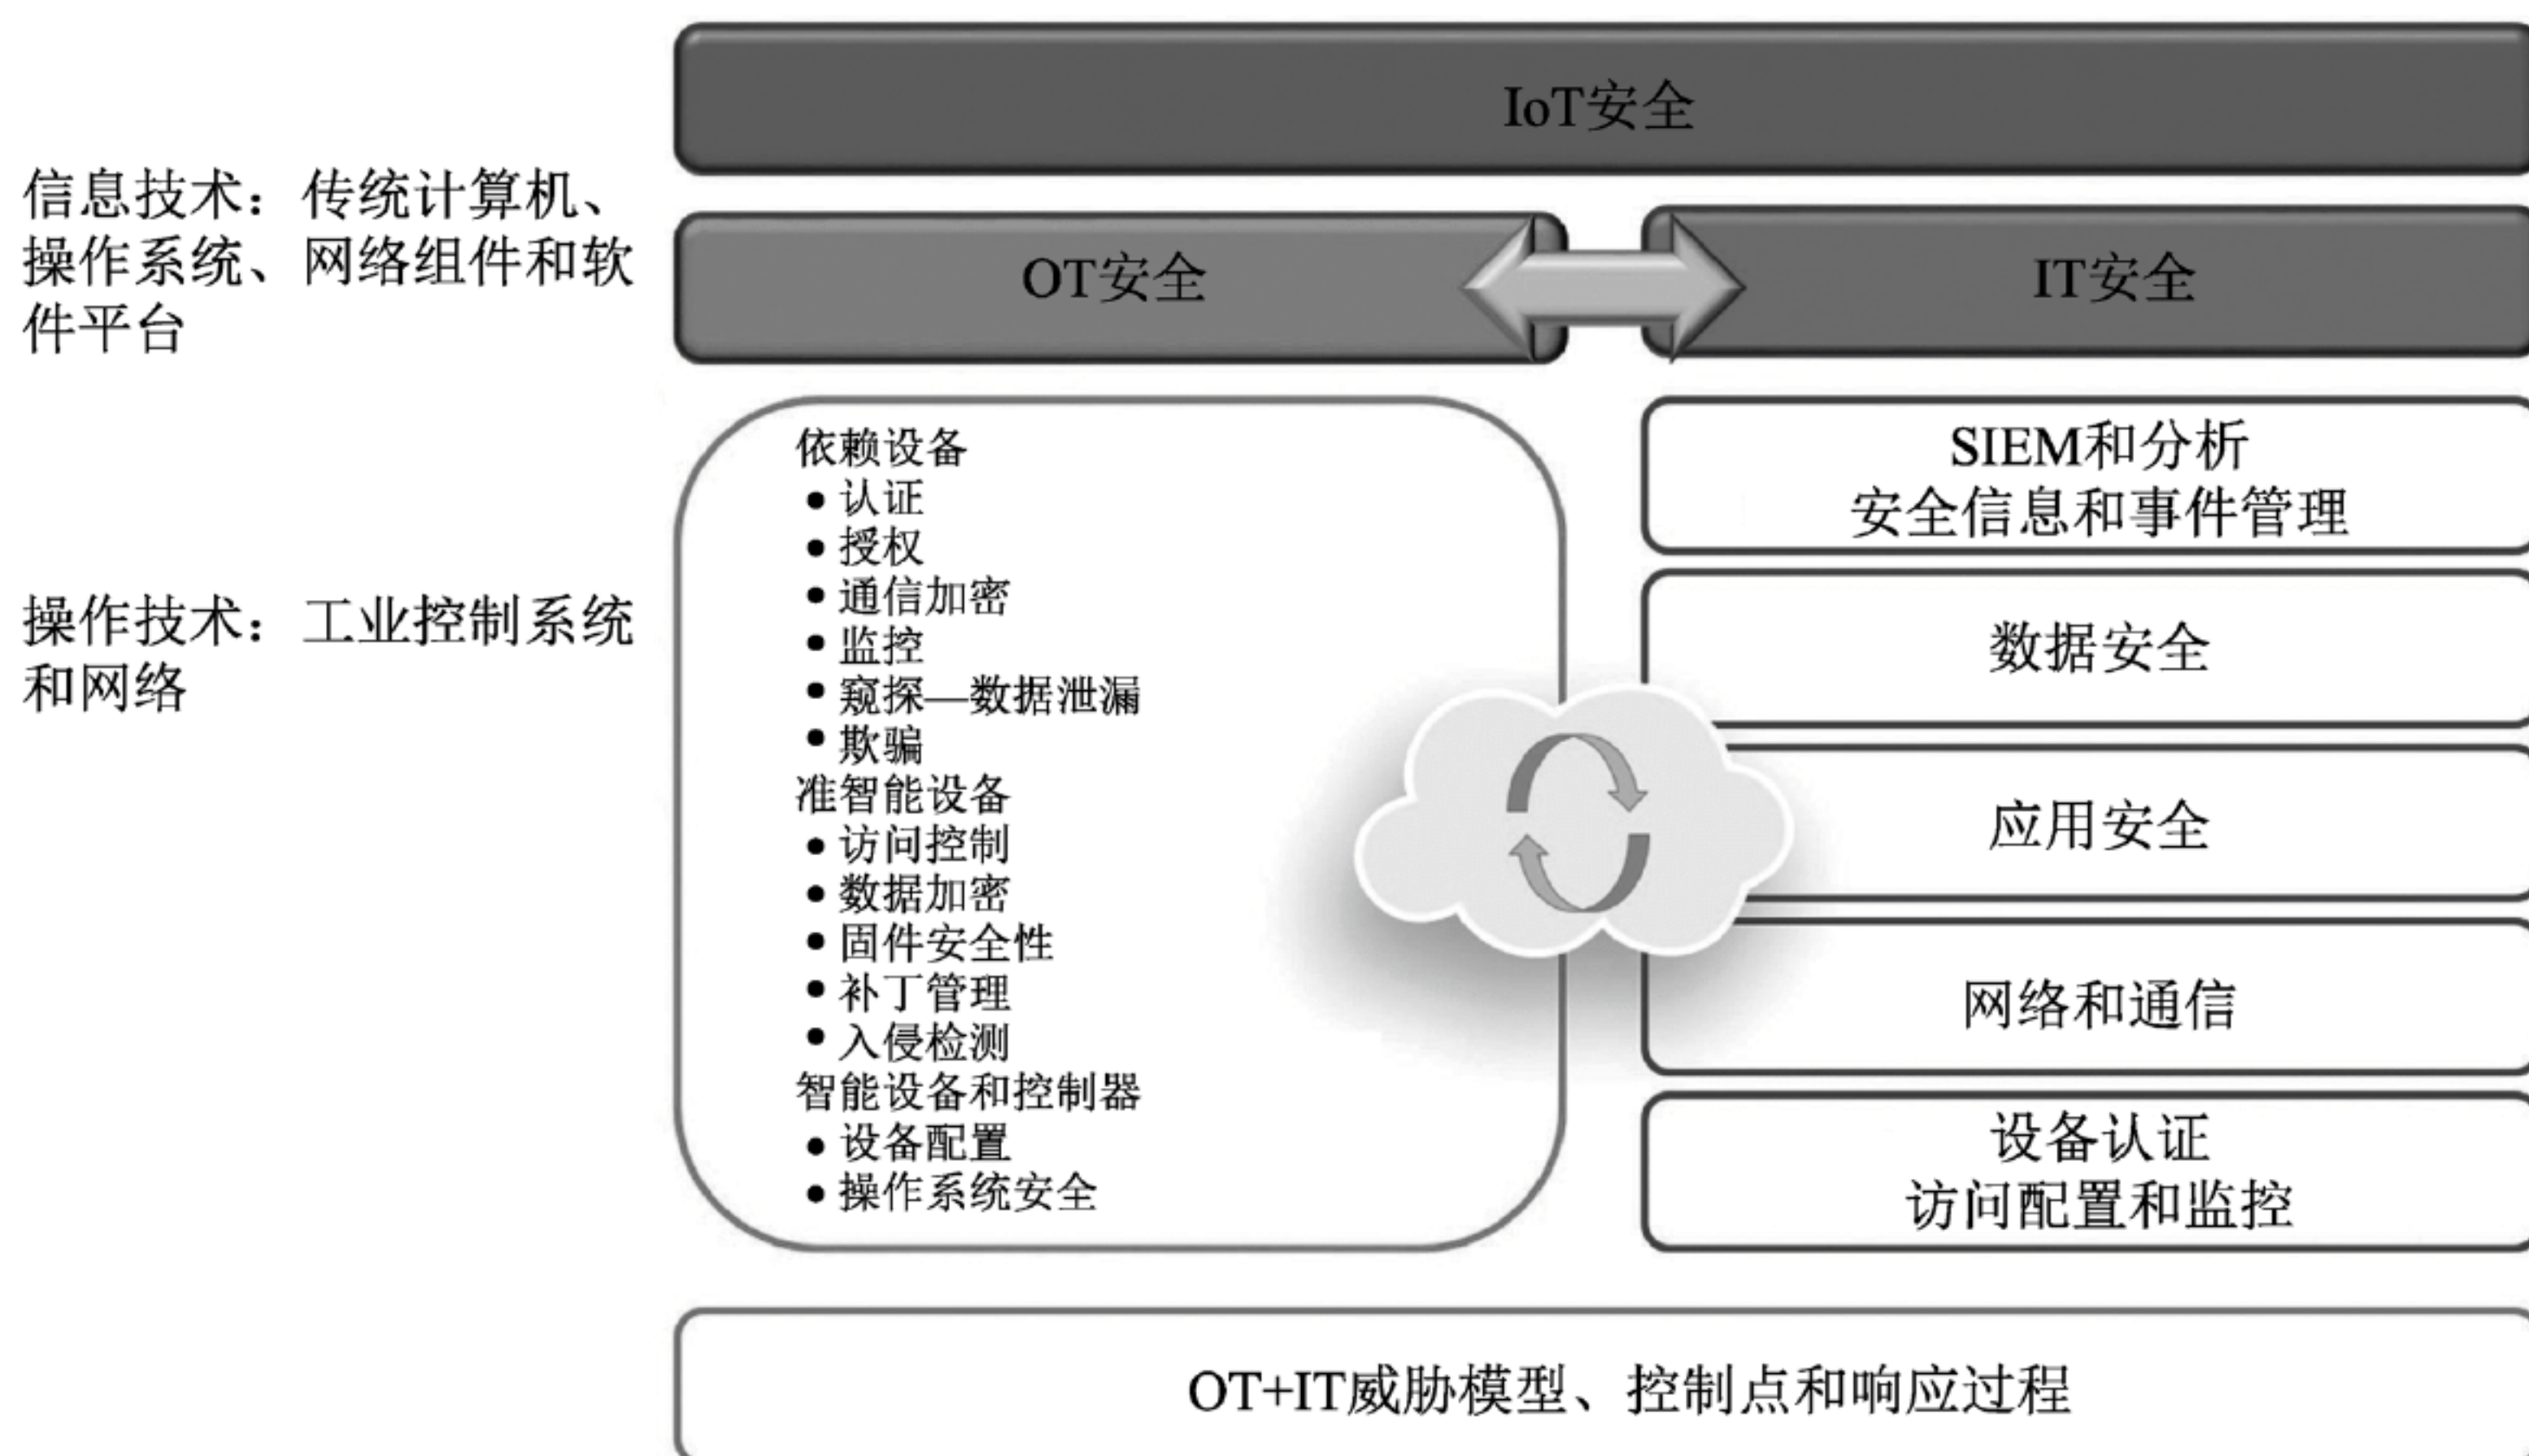 IoT安全
信息技术：传统计算机、
操作系统、网络组件和软
件平台
OT安全
IT安全
操作技术：工业控制系统
和网络
依赖设备
• 认证
• 授权
• 通信加密
• 监控
• 窥探—数据泄漏
• 欺骗
准智能设备
• 访问控制
• 数据加密
• 固件安全性
• 补丁管理
• 入侵检测
智能设备和控制器
• 设备配置
• 操作系统安全
SIEM和分析
安全信息和事件管理
数据安全
应用安全
网络和通信
设备认证
访问配置和监控
OT+IT威胁模型、控制点和响应过程